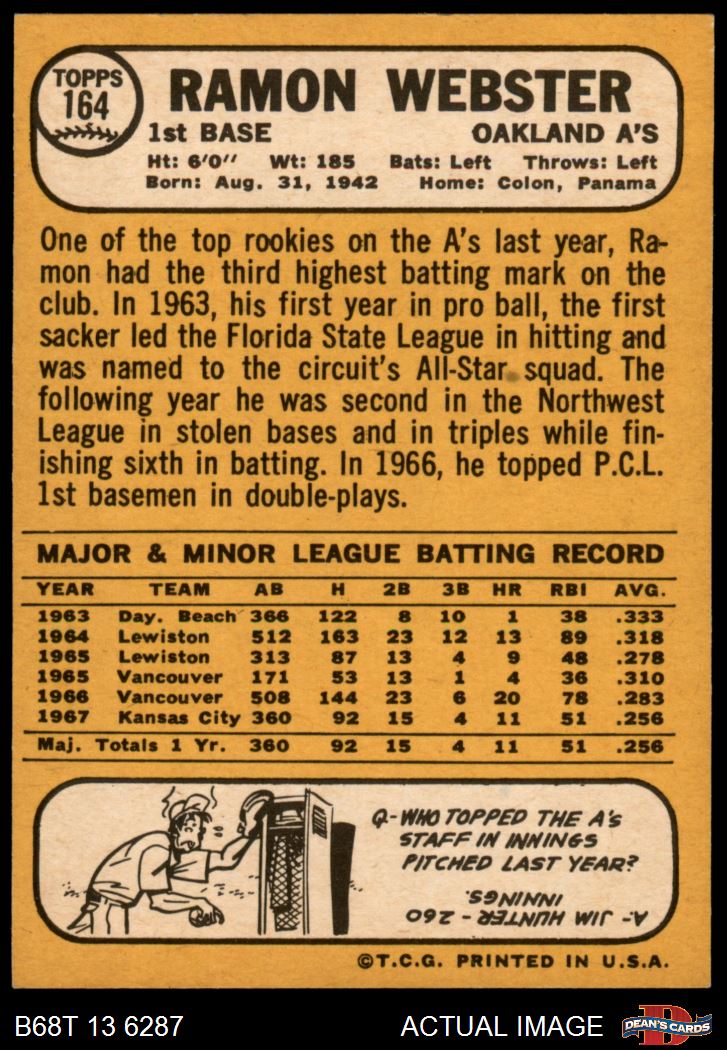 TOPPS
164
RAMON WEBSTER
1st BASE OAKLAND A'S
Ht: 6'0" Wt: 185 Bats: Left Throws: Left
Born: Aug. 31, 1942 Home: Colon, Panama
One of the top rookies on the A's last year, Ra-
mon had the third highest batting mark on the
club. In 1963, his first year in pro ball, the first
sacker led the Florida State League in hitting and
was named to the circuit's All-Star squad. The
following year he was second in the Northwest
League in stolen bases and in triples while fin-
ishing sixth in batting. In 1966, he topped P.C.L.
1st basemen in double-plays.
MAJOR & MINOR LEAGUE BATTING RECORD
YEAR TEAM AB H 2B 3B HR RBI AVG.
1963 Day. Beach 366 122 8 10 1 38 .333
1964 Lewiston 512 163 23 12 13 89 .318
1965 Lewiston 313 87 13 4 9 48 .278
1965 Vancouver 171 53 13 1 4 36 .310
1966 Vancouver 508 144 23 6 20 78 .283
1967 Kansas City 360 92 15 4 11 51 .256
Maj. Totals 1 Yr. 360 92 15 4 11 51 .256
Q-WHO TOPPED THE A's
STAFF IN INNINGS
PITCHED LAST YEAR?
A- JIM HUNTER - 260
INNINGS.
©T.C.G. PRINTED IN U.S.A.
B68T 13 6287 ACTUAL IMAGE DEAN'S CARDS